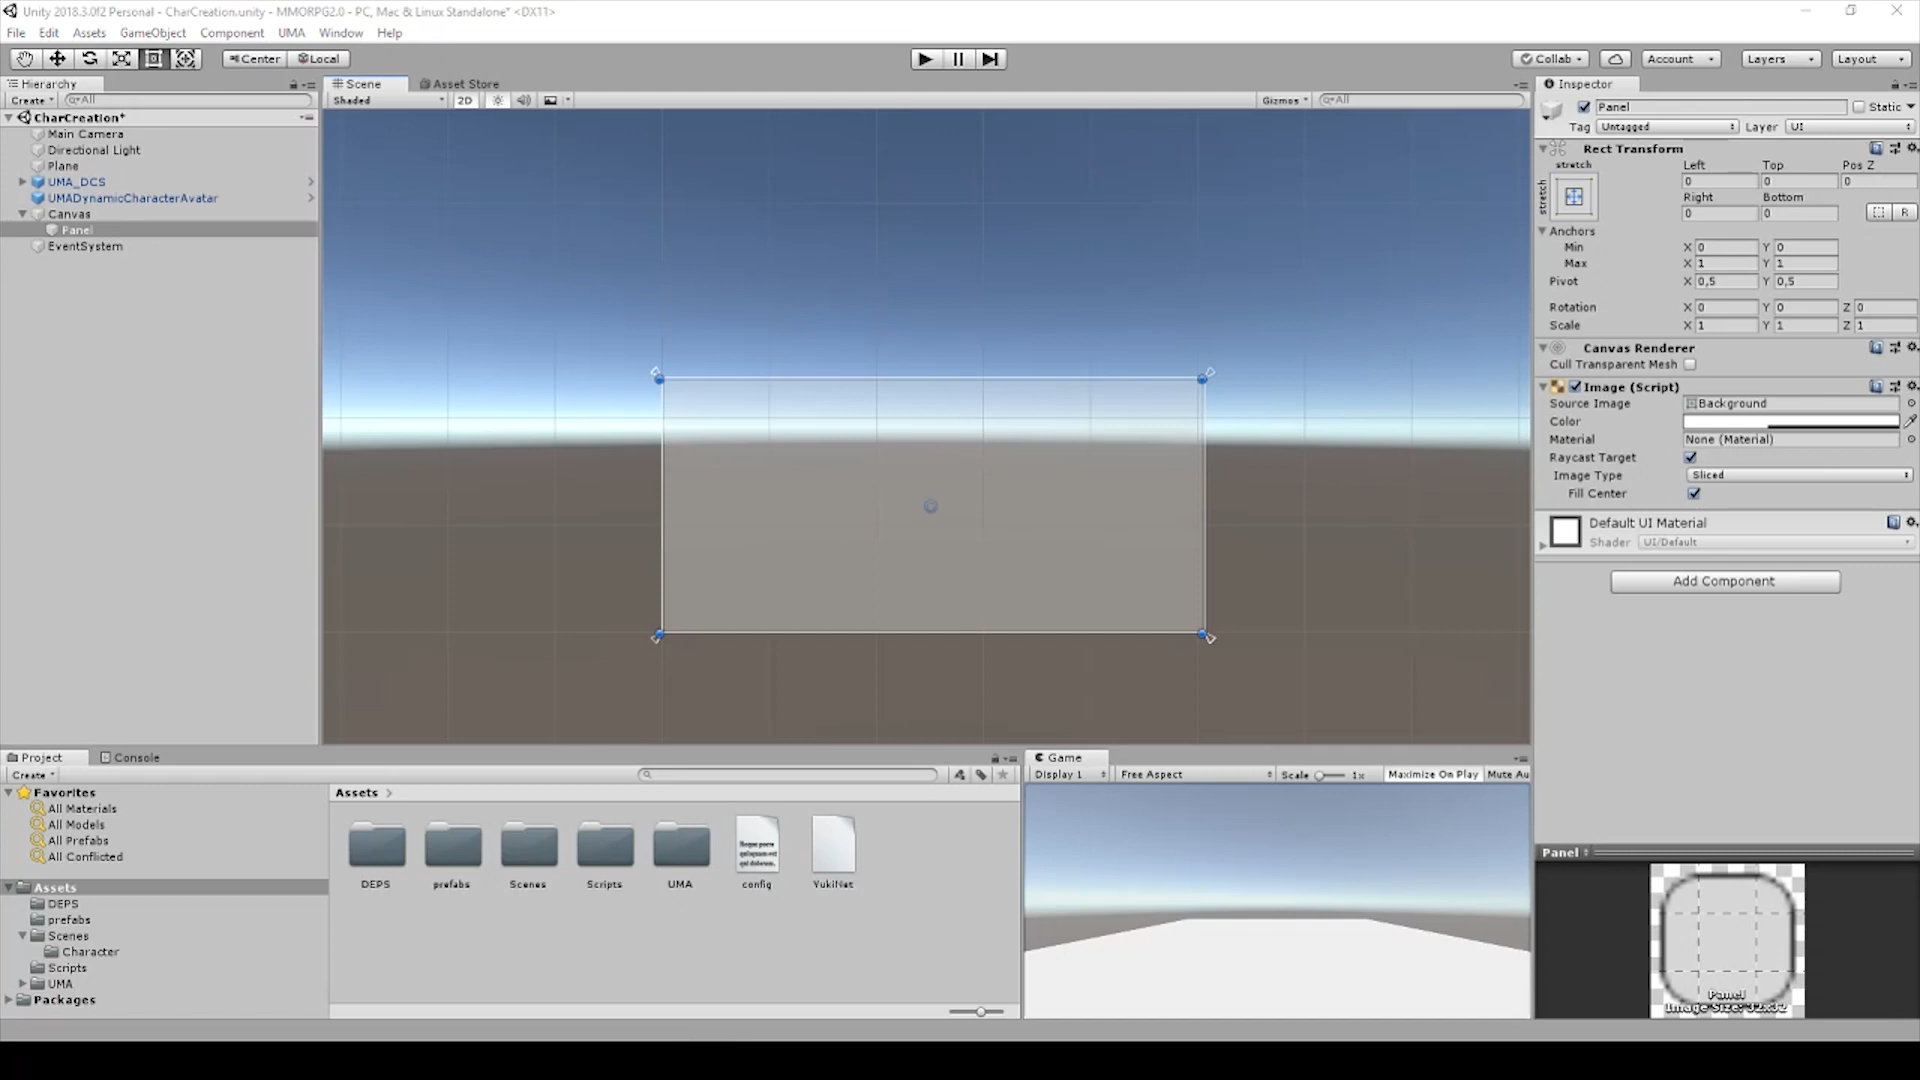 Unity 2018.3.0f2 Personal - CharCreation.unity - MMORPG2.0 - PC, Mac & Linux Standalone* <DX11>
File Edit Assets GameObject Component UMA Window Help
Center Local Collab Account Layers Layout
Hierarchy
Create All
CharCreation*
Main Camera
Directional Light
Plane
UMA_DCS
UMADynamicCharacterAvatar
Canvas
Panel
EventSystem
Scene Asset Store
Shaded 2D Gizmos All
Inspector
Panel Static
Tag Untagged Layer UI
Rect Transform
stretch Left Top Pos Z
stretch 0 0 0
Right Bottom
0 0 R
Anchors
Min X 0 Y 0
Max X 1 Y 1
Pivot X 0,5 Y 0,5
Rotation X 0 Y 0 Z 0
Scale X 1 Y 1 Z 1
Canvas Renderer
Cull Transparent Mesh
Image (Script)
Source Image Background
Color
Material None (Material)
Raycast Target
Image Type Sliced
Fill Center
Default UI Material
Shader UI/Default
Add Component
Project Console
Create
Favorites
All Materials
All Models
All Prefabs
All Conflicted
Assets
DEPS
prefabs
Scenes
Character
Scripts
UMA
Packages
Assets
DEPS prefabs Scenes Scripts UMA config YukiNet
Game
Display 1 Free Aspect Scale 1x Maximize On Play Mute Au
Panel
Panel
Image Size: 32x32